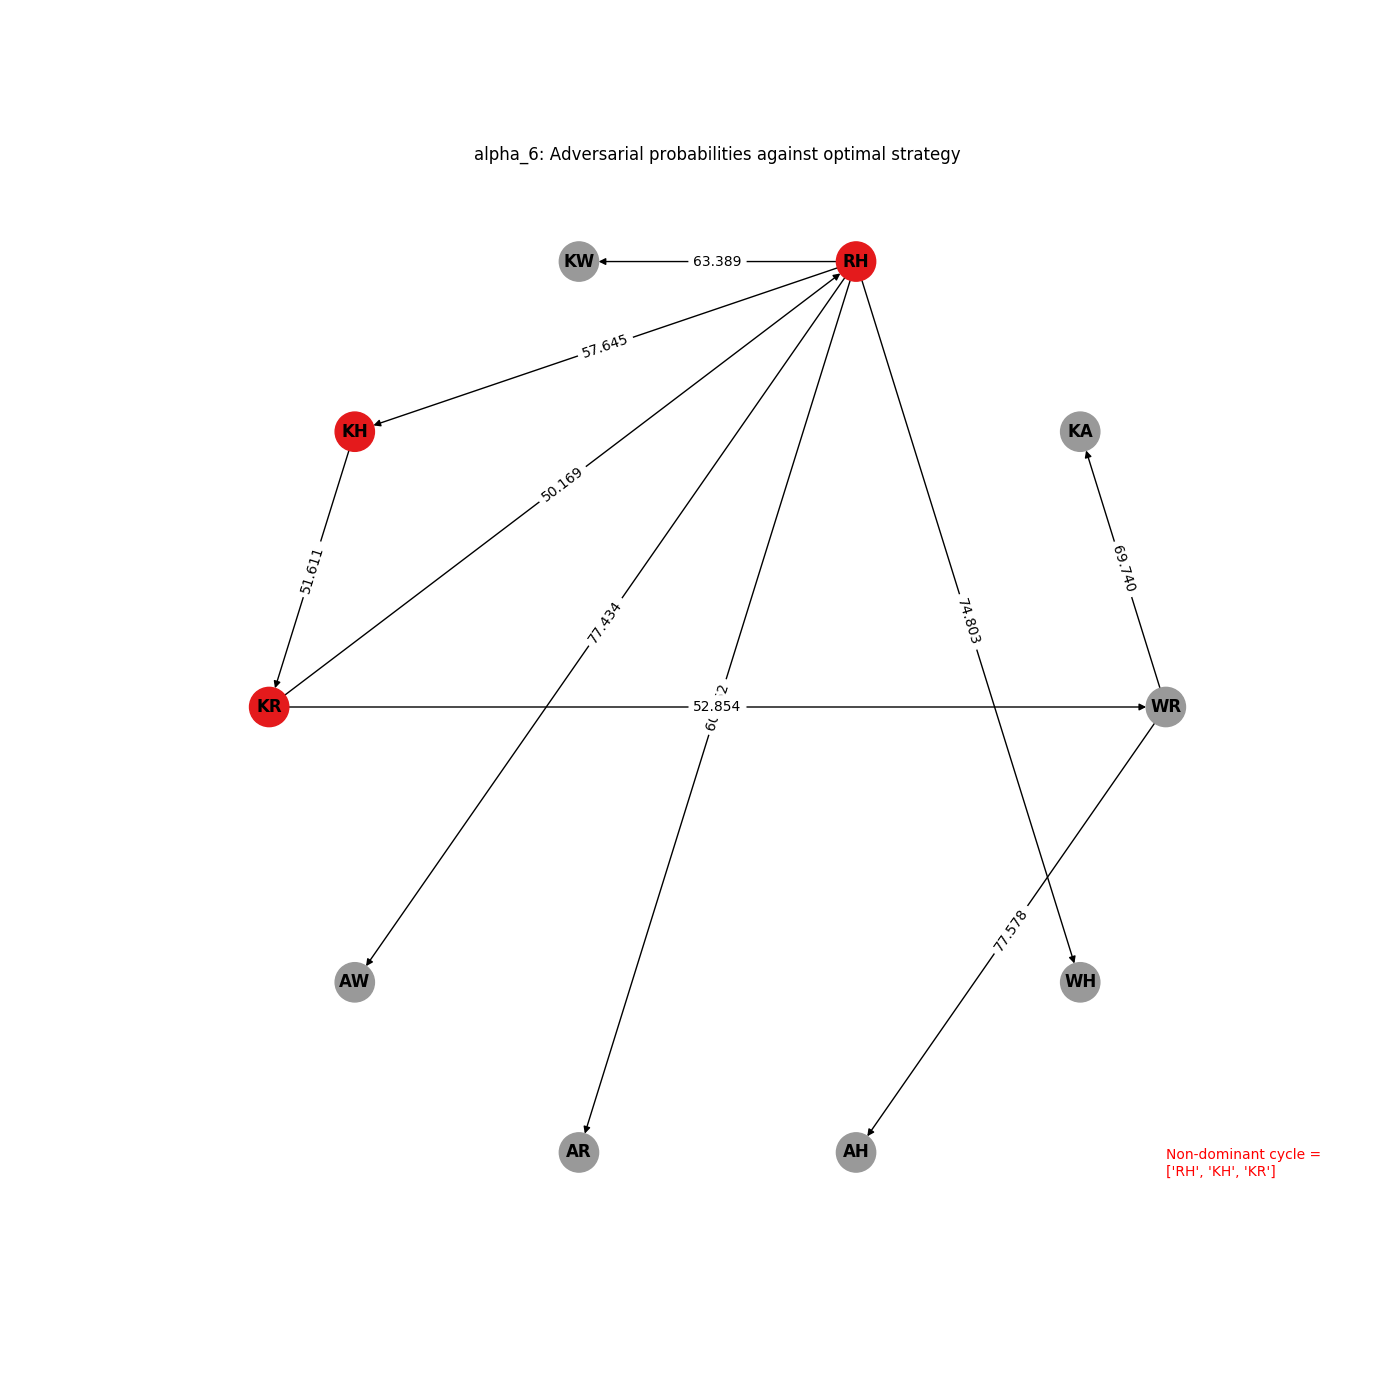 alpha_6: Adversarial probabilities against optimal strategy
KW
63.389
RH
57.645
KH
KA
50.169
51.611
69.740
77.434
74.803
KR
52.854
WR
77.578
AW
WH
AR
AH
Non-dominant cycle =
['RH', 'KH', 'KR']